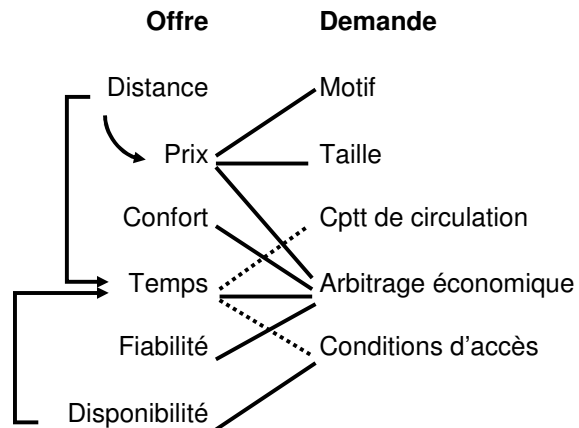 Offre Demande
Distance Motif
Prix Taille
Confort Cptt de circulation
Temps Arbitrage économique
Fiabilité Conditions d'accès
Disponibilité